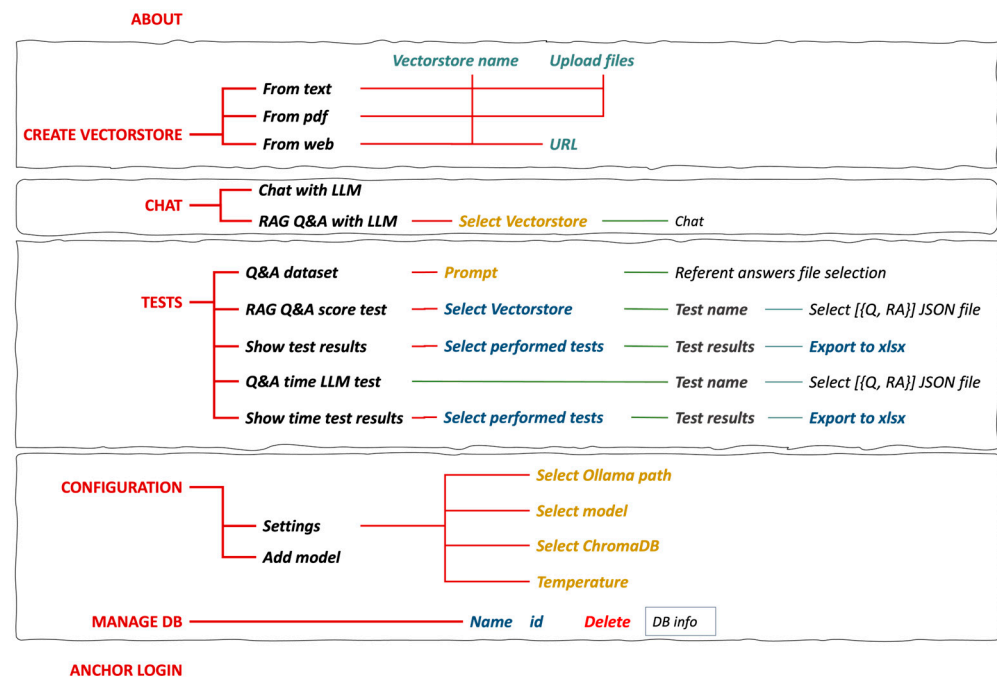 ABOUT
Vectorstore name Upload files
From text
From pdf
CREATE VECTORSTORE
From web URL
Chat with LLM
CHAT
RAG Q&A with LLM Select Vectorstore Chat
Q&A dataset Prompt Referent answers file selection
TESTS
RAG Q&A score test Select Vectorstore Test name Select [{Q, RA}] JSON file
Show test results Select performed tests Test results Export to xlsx
Q&A time LLM test Test name Select [{Q, RA}] JSON file
Show time test results Select performed tests Test results Export to xlsx
Select Ollama path
CONFIGURATION
Select model
Settings
Select ChromaDB
Add model
Temperature
MANAGE DB Name id Delete DB info
ANCHOR LOGIN